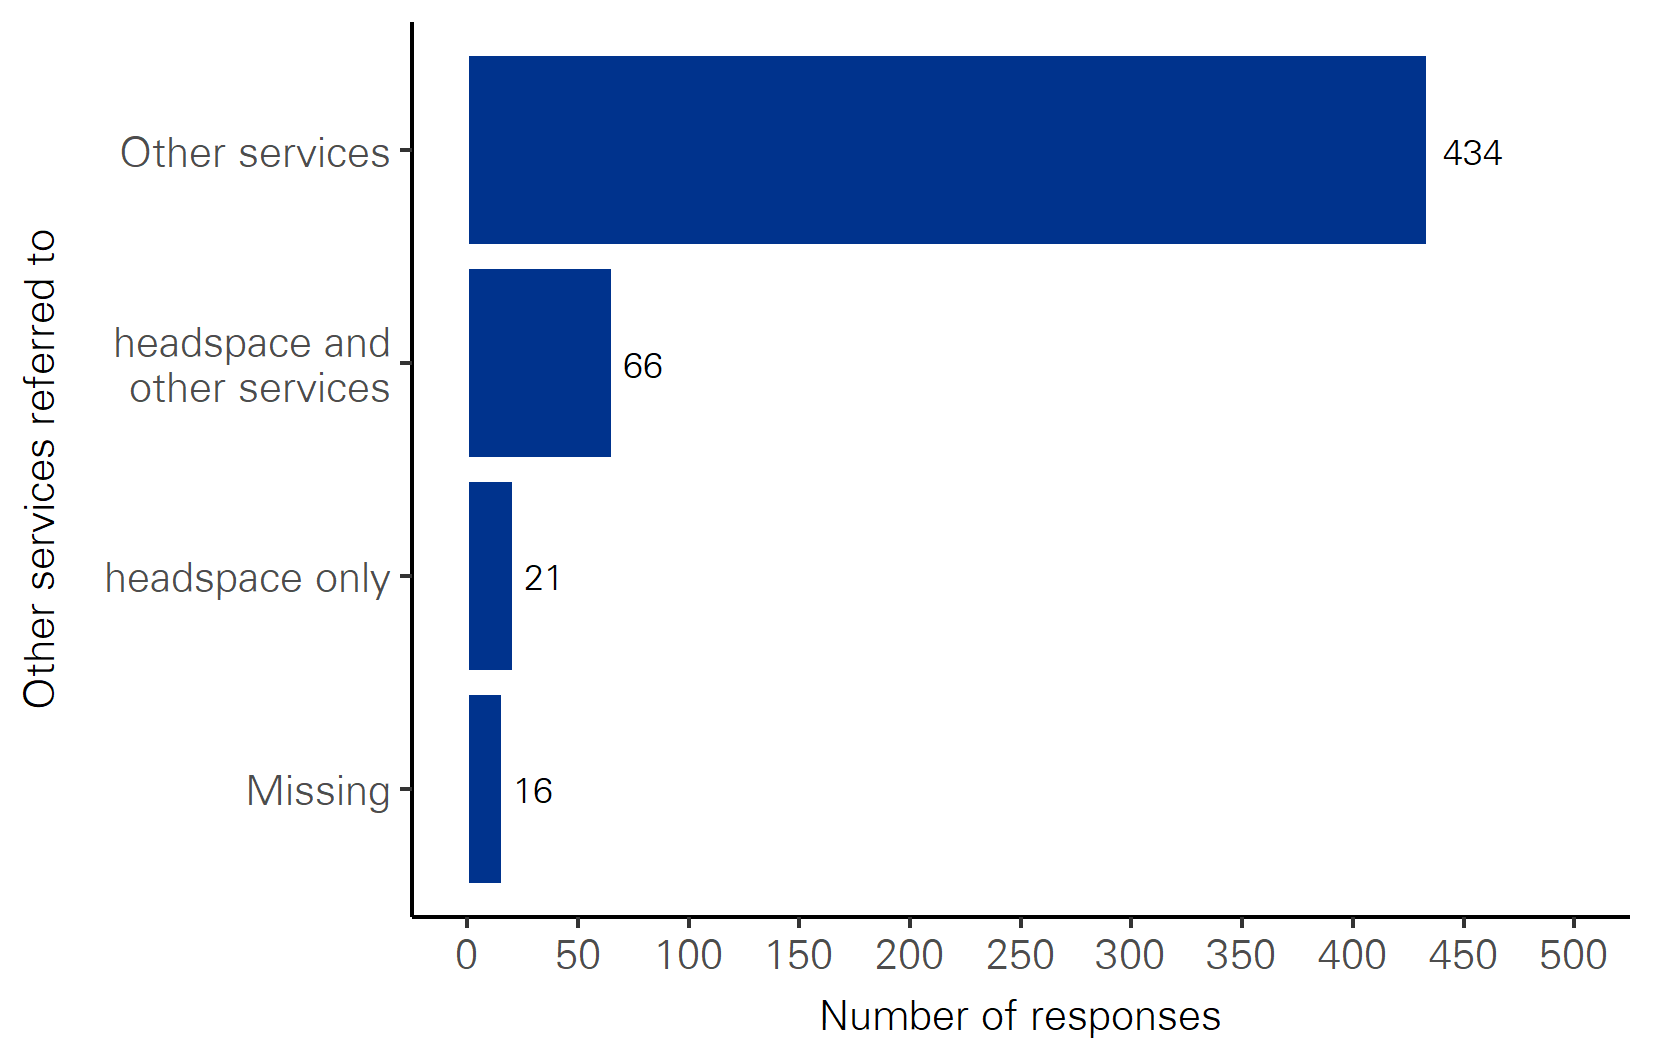 Other services referred to
Other services
434
headspace and
other services
66
headspace only
21
Missing
16
0 50 100 150 200 250 300 350 400 450 500
Number of responses